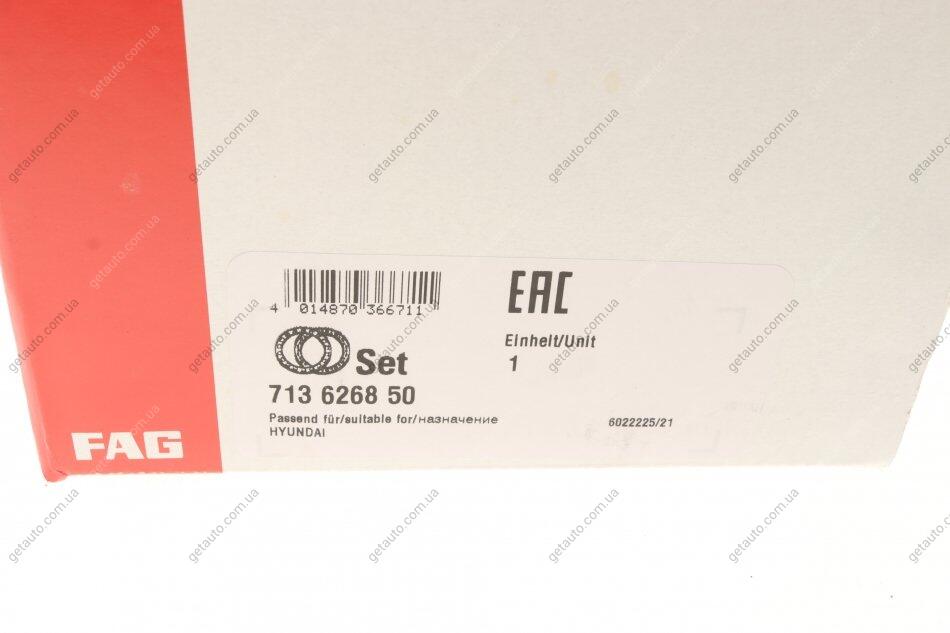 4 014870 366711
EAC
Set
Einheit/Unit
1
713 6268 50
Passend für/suitable for/назначение
HYUNDAI
6022225/21
FAG
getauto.com.ua